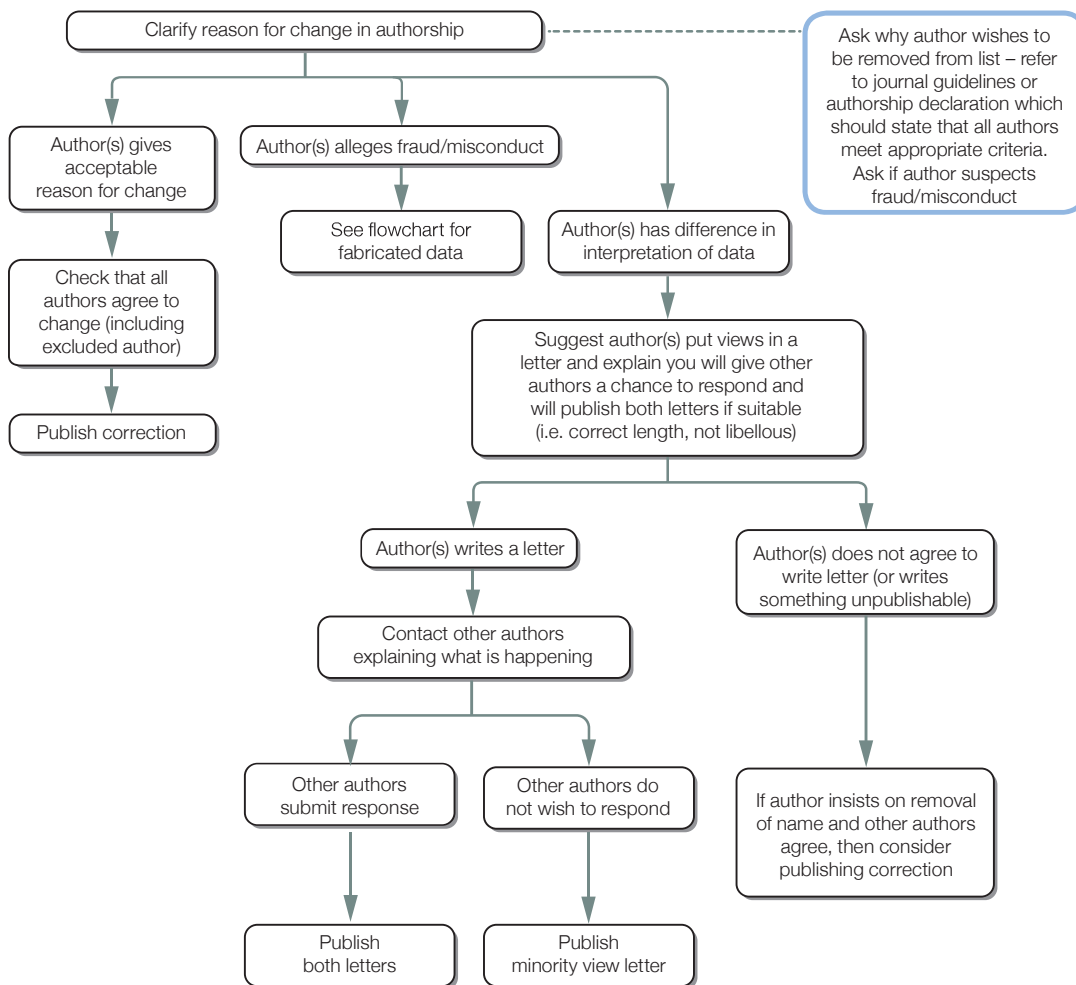 Clarify reason for change in authorship
Ask why author wishes
to be removed from list – refer
to journal guidelines or
authorship declaration which
should state that all authors
meet appropriate criteria.
Ask if author suspects
fraud/misconduct
Author(s) gives
acceptable
reason for change
Author(s) alleges fraud/misconduct
See flowchart for
fabricated data
Author(s) has difference in
interpretation of data
Check that all
authors agree to
change (including
excluded author)
Publish correction
Suggest author(s) put views in a
letter and explain you will give other
authors a chance to respond and
will publish both letters if suitable
(i.e. correct length, not libellous)
Author(s) writes a letter
Author(s) does not agree to
write letter (or writes
something unpublishable)
Contact other authors
explaining what is happening
Other authors
submit response
Other authors do
not wish to respond
If author insists on removal
of name and other authors
agree, then consider
publishing correction
Publish
both letters
Publish
minority view letter